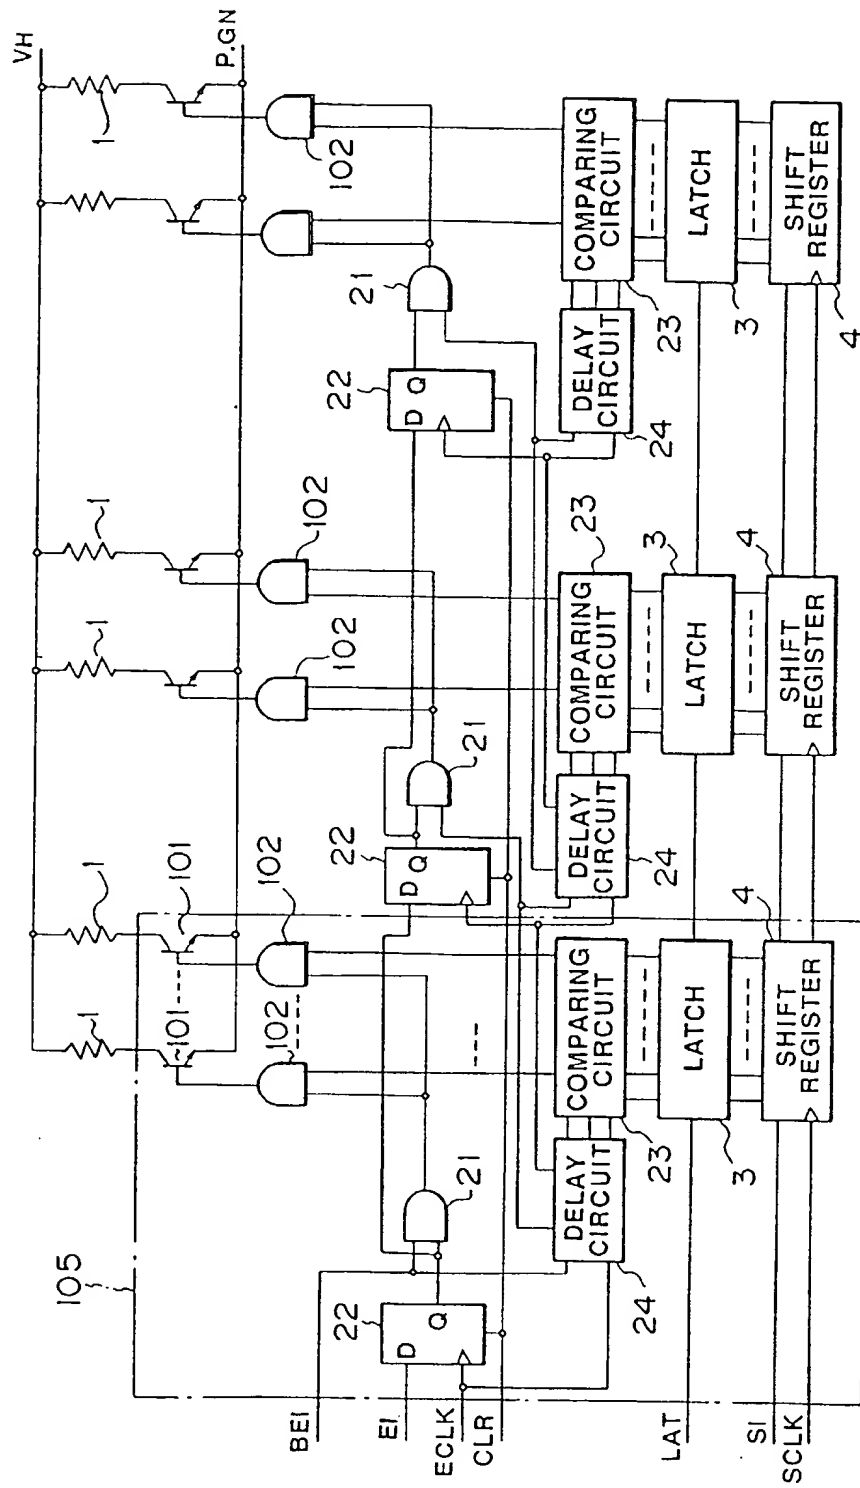 VH
P.GN
1
1
1
1
1
101
101
102
102
102
102
102
105
21
21
21
22
D
Q
22
D
Q
22
D
Q
BEI
EI
ECLK
CLR
DELAY
CIRCUIT
24
COMPARING
CIRCUIT
23
DELAY
CIRCUIT
24
COMPARING
CIRCUIT
23
DELAY
CIRCUIT
24
COMPARING
CIRCUIT
23
LAT
LATCH
3
LATCH
3
LATCH
3
SI
SCLK
SHIFT
REGISTER
4
SHIFT
REGISTER
4
SHIFT
REGISTER
4